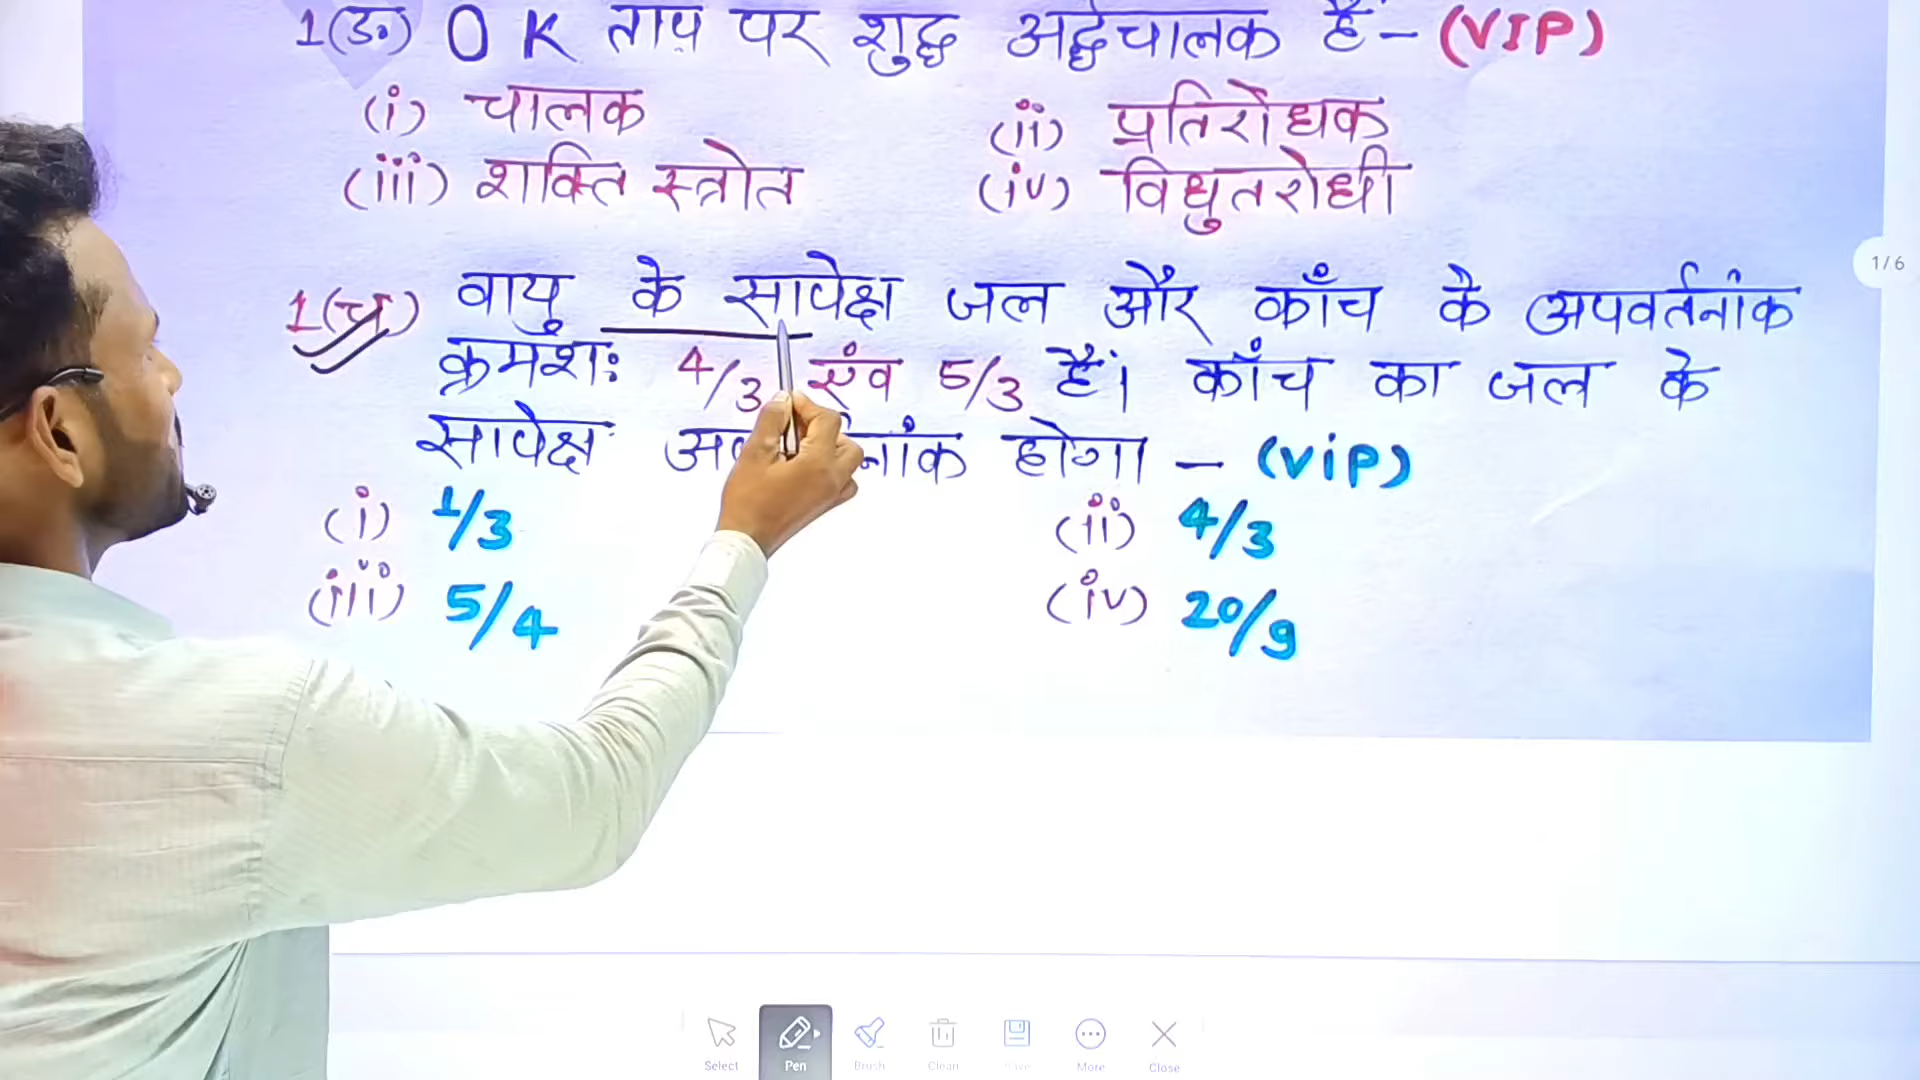 1(ङ) 0 K ताप पर शुद्ध अर्द्धचालक है - (VIP)
(i) चालक (ii) प्रतिरोधक
(iii) शक्ति स्त्रोत (iv) विधुतरोधी
1/6
1(च) वायु के सापेक्ष जल और काँच के अपवर्तनांक
क्रमशः 4/3 एंव 5/3 हैं। काँच का जल के
सापेक्ष होगा - (ViP)
(i) 1/3 (ii) 4/3
(iii) 5/4 (iv) 20/9
Select Pen Brush Clean Save More Close